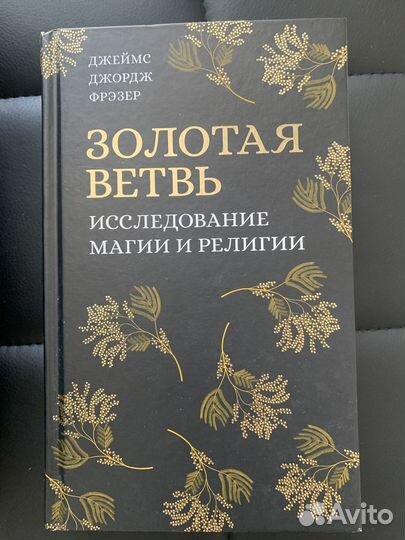 ДЖЕЙМС
ДЖОРДЖ
ФРЭЗЕР
ЗОЛОТАЯ
ВЕТВЬ
ИССЛЕДОВАНИЕ
МАГИИ И РЕЛИГИИ
Avito